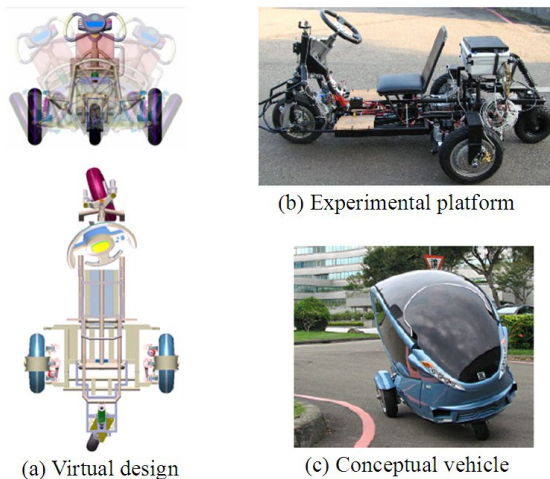 (b) Experimental platform
(a) Virtual design
(c) Conceptual vehicle